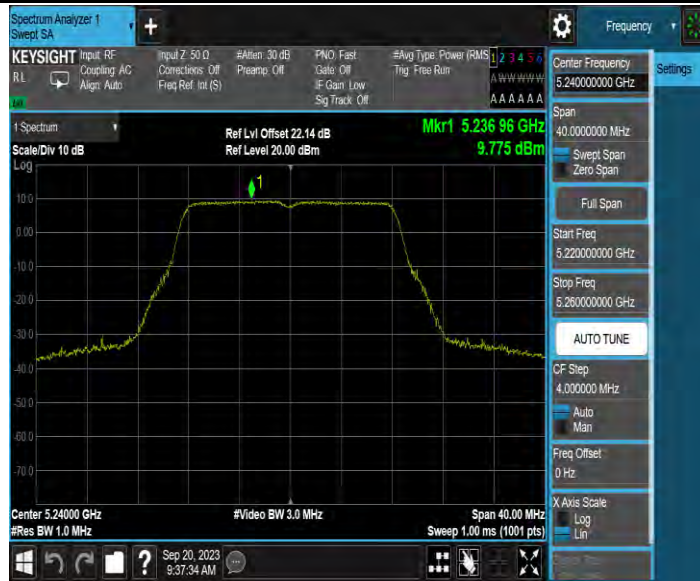 Spectrum Analyzer 1
Swept SA
+
Frequency
KEYSIGHT
RL
Input: RF
Coupling: AC
Align: Auto
Input Z: 50 Ω
Corrections: Off
Freq Ref: Int (S)
#Atten: 30 dB
Preamp: Off
PNO: Fast
Gate: Off
IF Gain: Low
Sig Track: Off
#Avg Type: Power (RMS
Trig: Free Run
1 2 3 4 5 6
A W W W W W
A A A A A A
1 Spectrum
Scale/Div 10 dB
Log
Ref Lvl Offset 22.14 dB
Ref Level 20.00 dBm
Mkr1 5.236 96 GHz
9.775 dBm
1
10.0
0.00
-10.0
-20.0
-30.0
-40.0
-50.0
-60.0
-70.0
Center 5.24000 GHz
#Res BW 1.0 MHz
#Video BW 3.0 MHz
Span 40.00 MHz
Sweep 1.00 ms (1001 pts)
Sep 20, 2023
9:37:34 AM
?
Center Frequency
5.240000000 GHz
Settings
Span
40.0000000 MHz
Swept Span
Zero Span
Full Span
Start Freq
5.220000000 GHz
Stop Freq
5.260000000 GHz
AUTO TUNE
CF Step
4.000000 MHz
Auto
Man
Freq Offset
0 Hz
X Axis Scale
Log
Lin